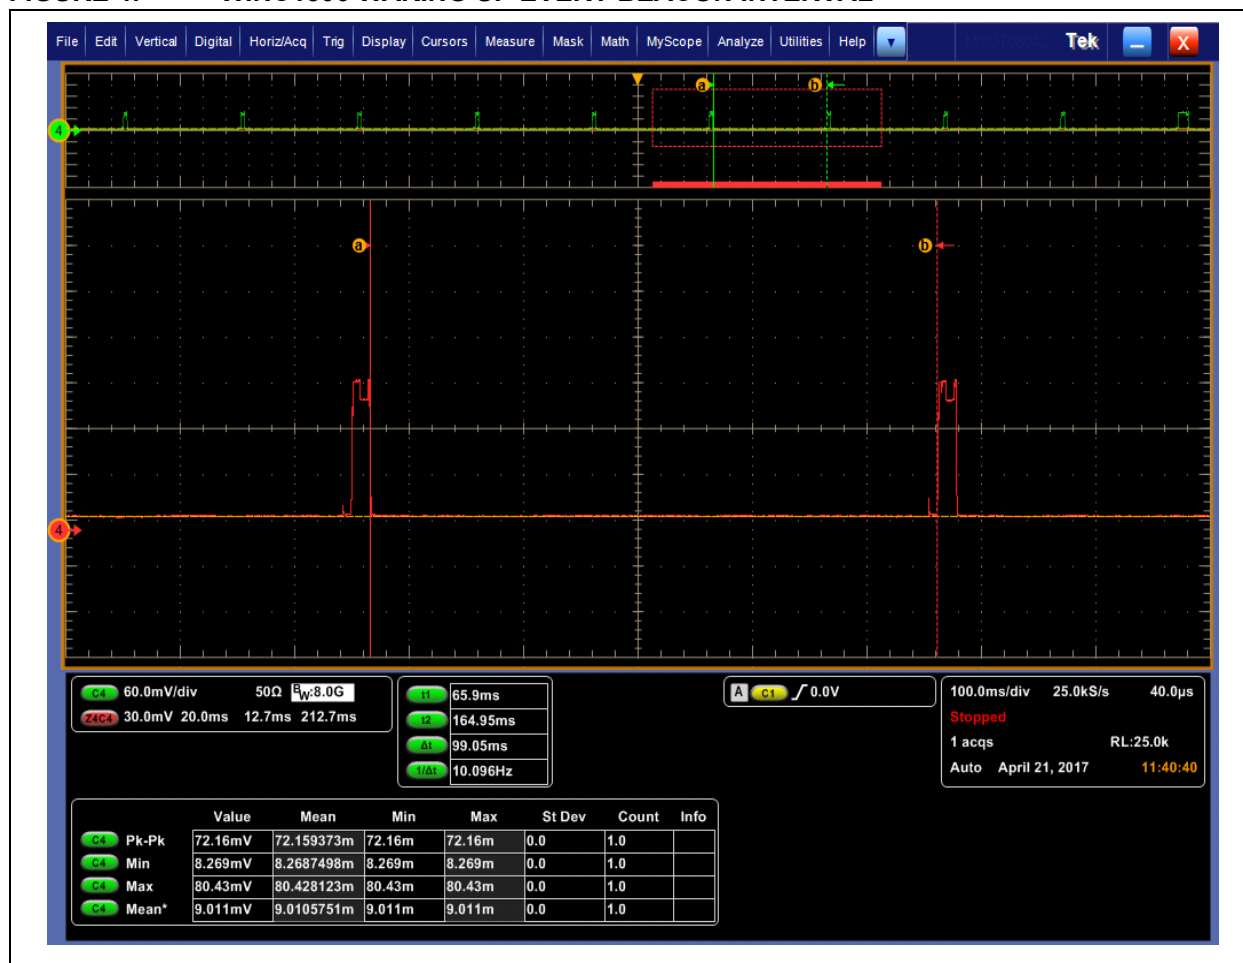 File Edit Vertical Digital Horiz/Acq Trig Display Cursors Measure Mask Math MyScope Analyze Utilities Help Tek X
a b
4
a b
4
C4 60.0mV/div 50Ω BW:8.0G
Z4C4 30.0mV 20.0ms 12.7ms 212.7ms
t1 65.9ms
t2 164.95ms
Δt 99.05ms
1/Δt 10.096Hz
A C1 0.0V
100.0ms/div 25.0kS/s 40.0µs
Stopped
1 acqs RL:25.0k
Auto April 21, 2017 11:40:40
Value Mean Min Max St Dev Count Info
C4 Pk-Pk 72.16mV 72.159373m 72.16m 72.16m 0.0 1.0
C4 Min 8.269mV 8.2687498m 8.269m 8.269m 0.0 1.0
C4 Max 80.43mV 80.428123m 80.43m 80.43m 0.0 1.0
C4 Mean* 9.011mV 9.0105751m 9.011m 9.011m 0.0 1.0